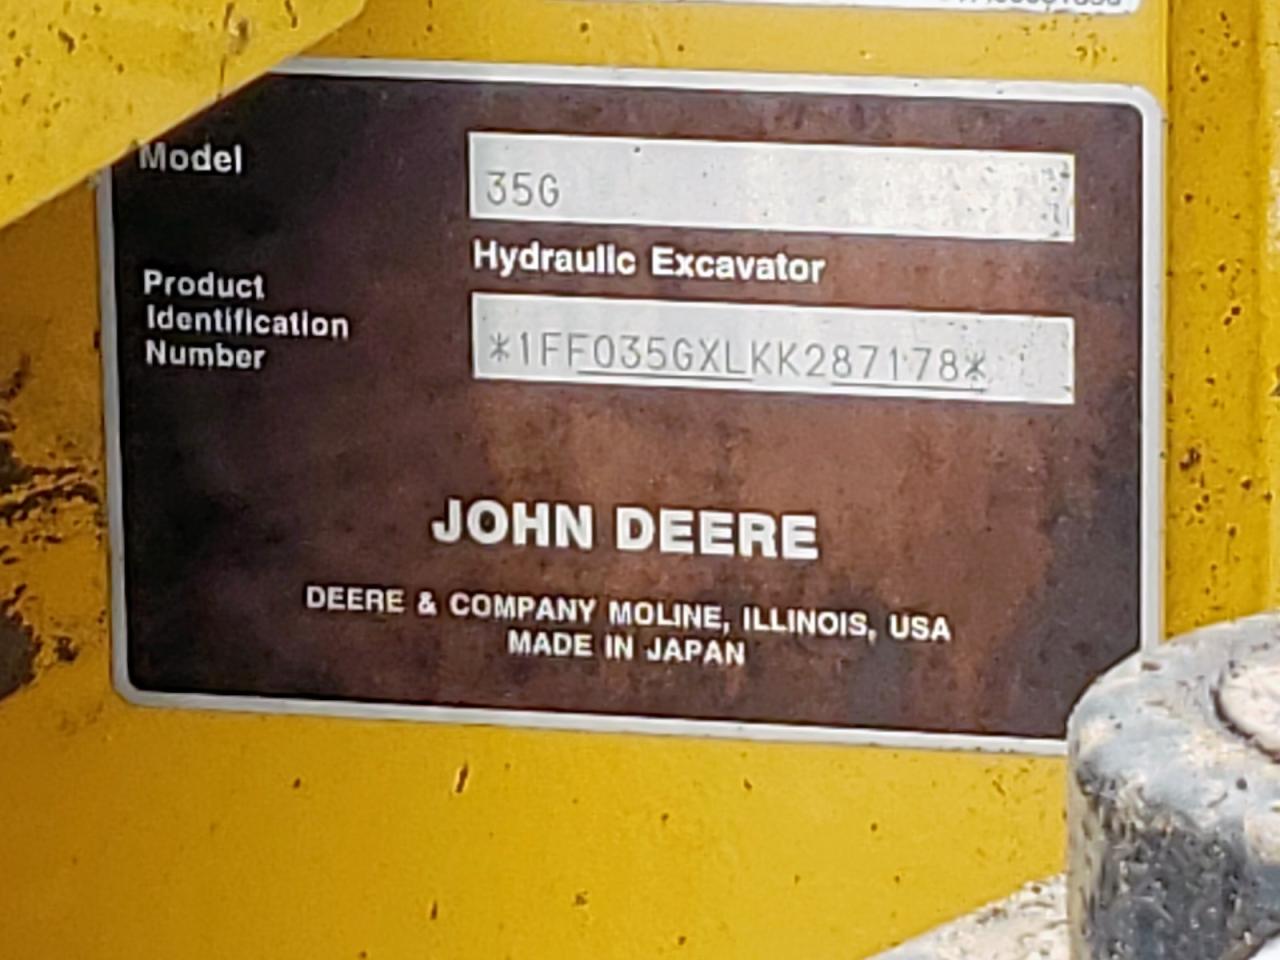 Model
35G
Hydraulic Excavator
Product
Identification
Number
*1FF035GXLKK287178*
JOHN DEERE
DEERE & COMPANY MOLINE, ILLINOIS, USA
MADE IN JAPAN